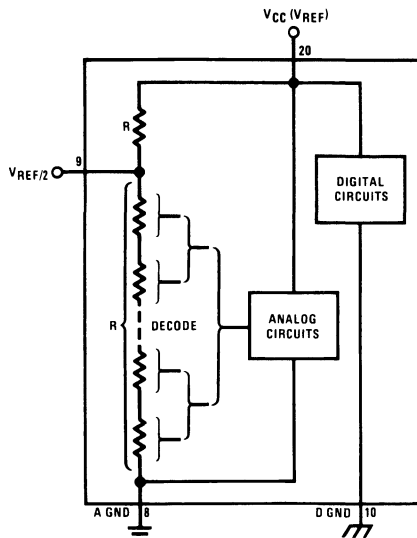 VCC (VREF)
20
R
9
VREF/2
DIGITAL
CIRCUITS
R
DECODE
ANALOG
CIRCUITS
A GND
8
D GND
10